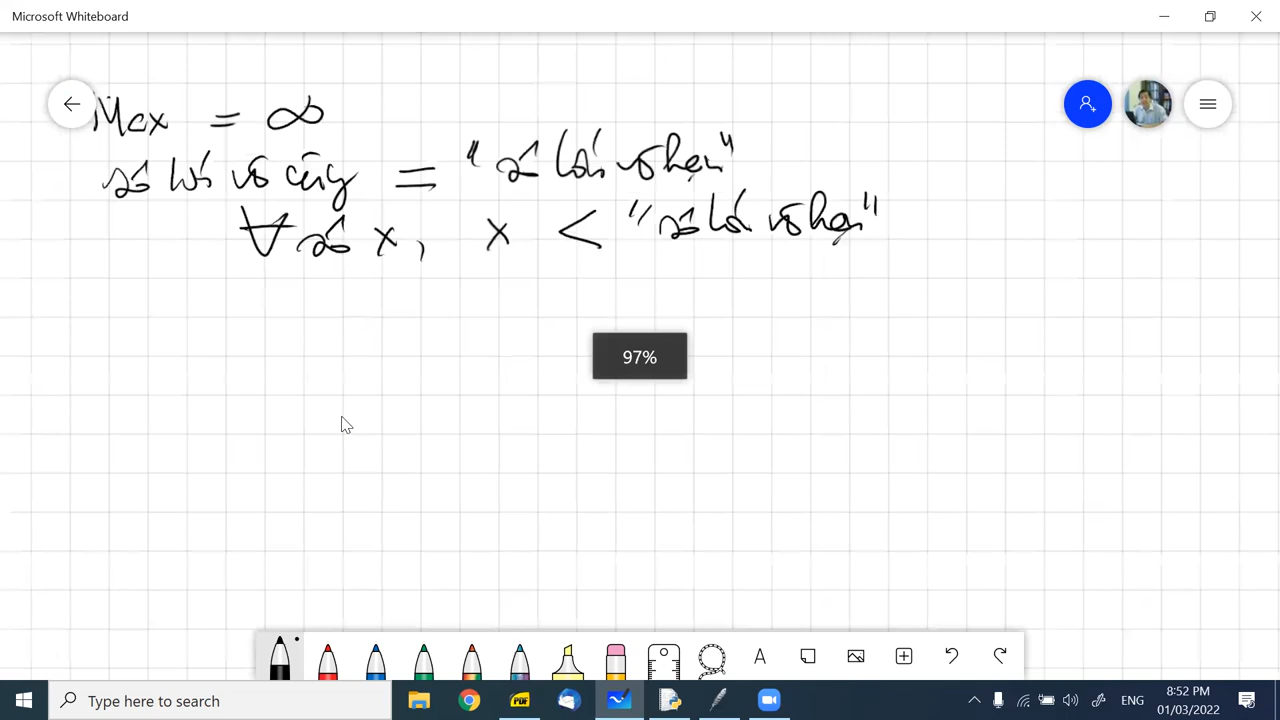 Microsoft Whiteboard
Max = ∞
số lớn vô cùng = "số lớn vô hạn"
∀ số x, x < "số lớn vô hạn"
97%
A
Type here to search
PDF
ENG
8:52 PM
01/03/2022